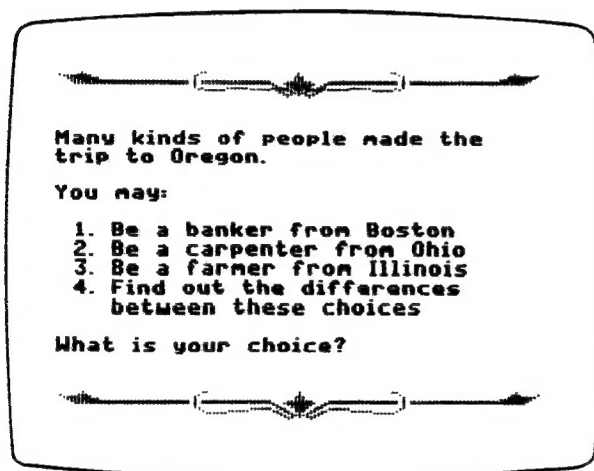 Many kinds of people made the
trip to Oregon.
You may:
1. Be a banker from Boston
2. Be a carpenter from Ohio
3. Be a farmer from Illinois
4. Find out the differences
between these choices
What is your choice?